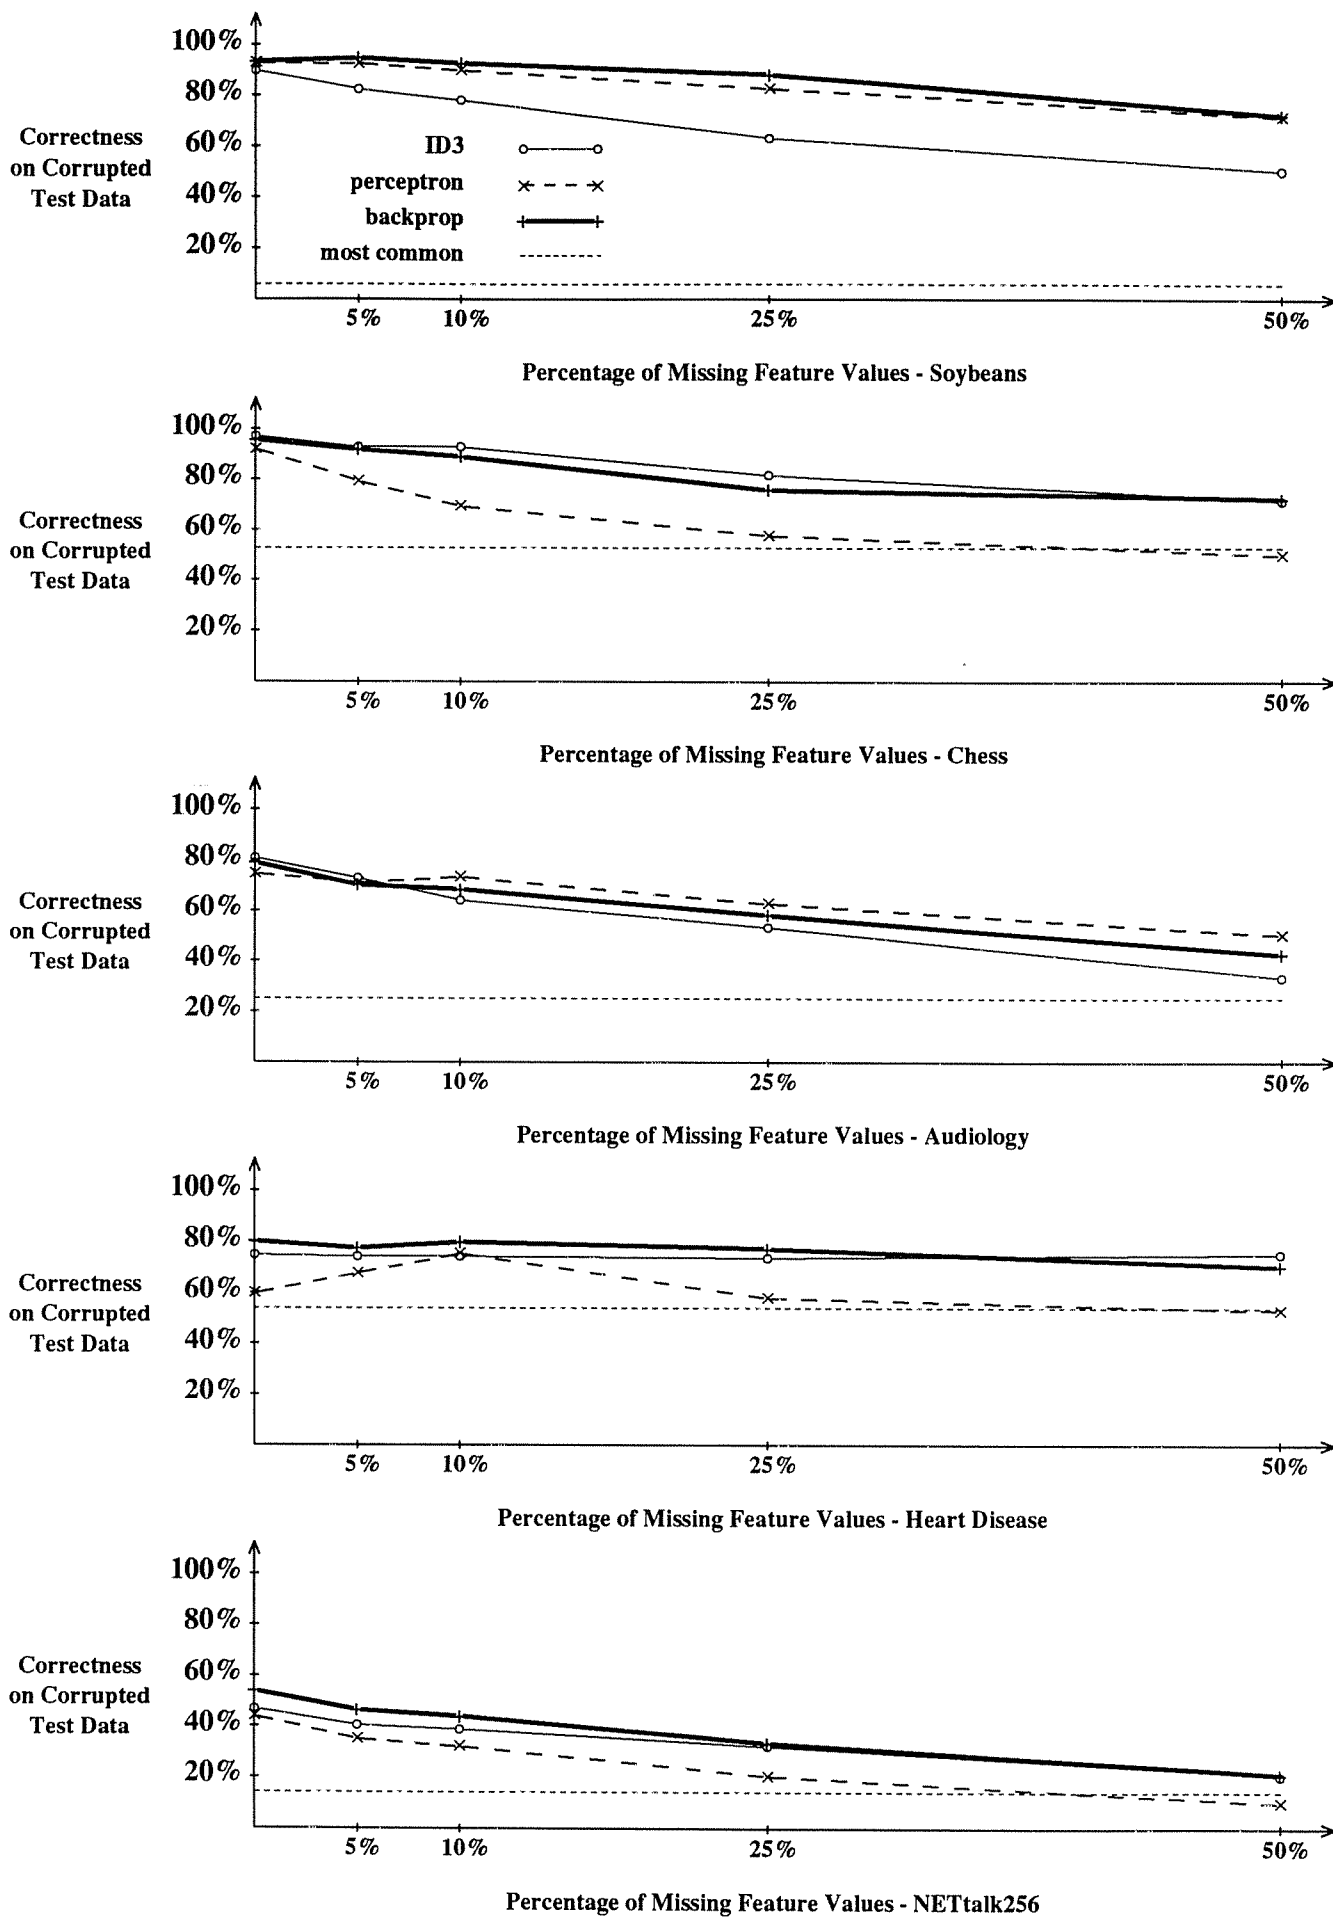 100%
80%
60%
40%
20%
Correctness
on Corrupted
Test Data
ID3
perceptron
backprop
most common
5% 10% 25% 50%
Percentage of Missing Feature Values - Soybeans
100%
80%
60%
40%
20%
Correctness
on Corrupted
Test Data
5% 10% 25% 50%
Percentage of Missing Feature Values - Chess
100%
80%
60%
40%
20%
Correctness
on Corrupted
Test Data
5% 10% 25% 50%
Percentage of Missing Feature Values - Audiology
100%
80%
60%
40%
20%
Correctness
on Corrupted
Test Data
5% 10% 25% 50%
Percentage of Missing Feature Values - Heart Disease
100%
80%
60%
40%
20%
Correctness
on Corrupted
Test Data
5% 10% 25% 50%
Percentage of Missing Feature Values - NETtalk256